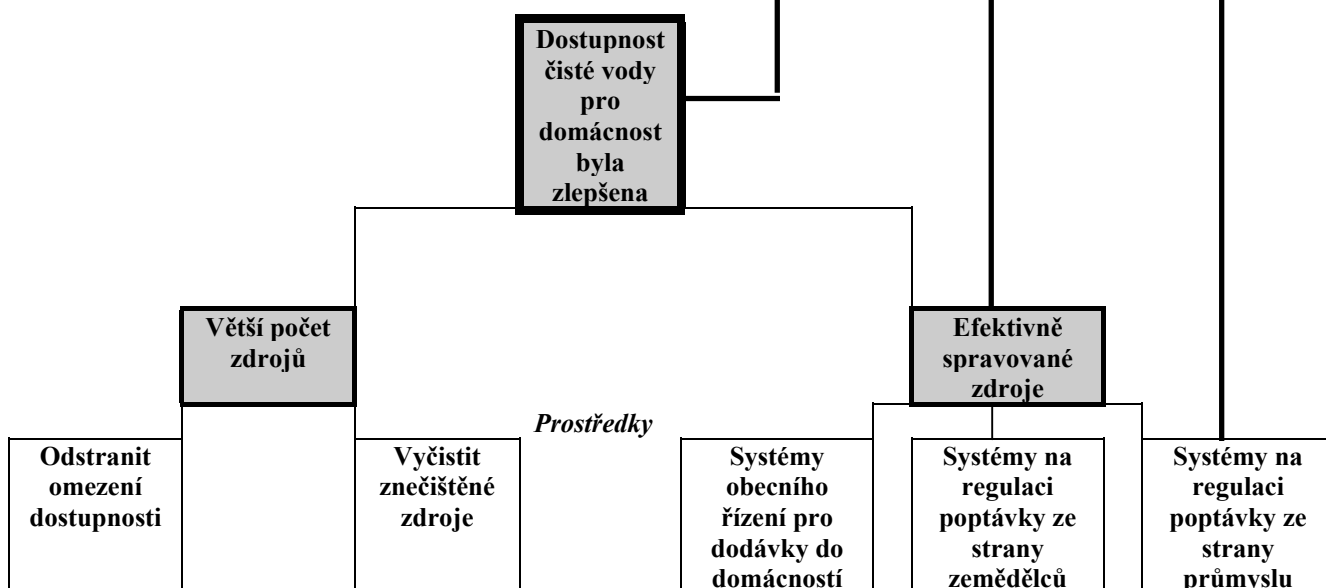 Dostupnost
čisté vody
pro
domácnost
byla
zlepšena
Větší počet
zdrojů
Efektivně
spravované
zdroje
Prostředky
Odstranit
omezení
dostupnosti
Vyčistit
znečištěné
zdroje
Systémy
obecního
řízení pro
dodávky do
domácností
Systémy na
regulaci
poptávky ze
strany
zemědělců
Systémy na
regulaci
poptávky ze
strany
průmyslu